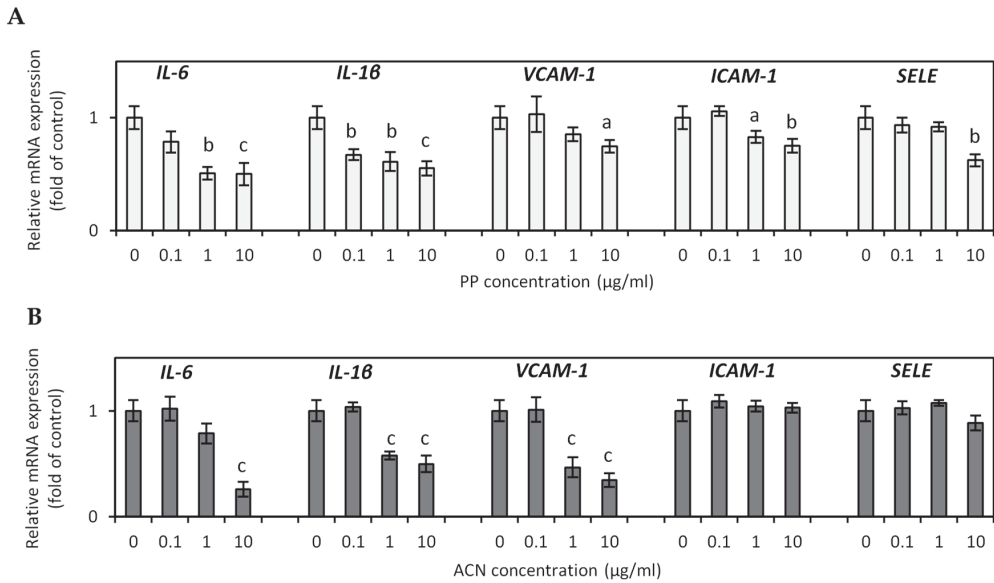 A
IL-6 IL-1β VCAM-1 ICAM-1 SELE
Relative mRNA expression
(fold of control)
1
0
b c b b c a a b b
0 0.1 1 10 0 0.1 1 10 0 0.1 1 10 0 0.1 1 10 0 0.1 1 10
PP concentration (µg/ml)
B
IL-6 IL-1β VCAM-1 ICAM-1 SELE
Relative mRNA expression
(fold of control)
1
0
c c c c c
0 0.1 1 10 0 0.1 1 10 0 0.1 1 10 0 0.1 1 10 0 0.1 1 10
ACN concentration (µg/ml)